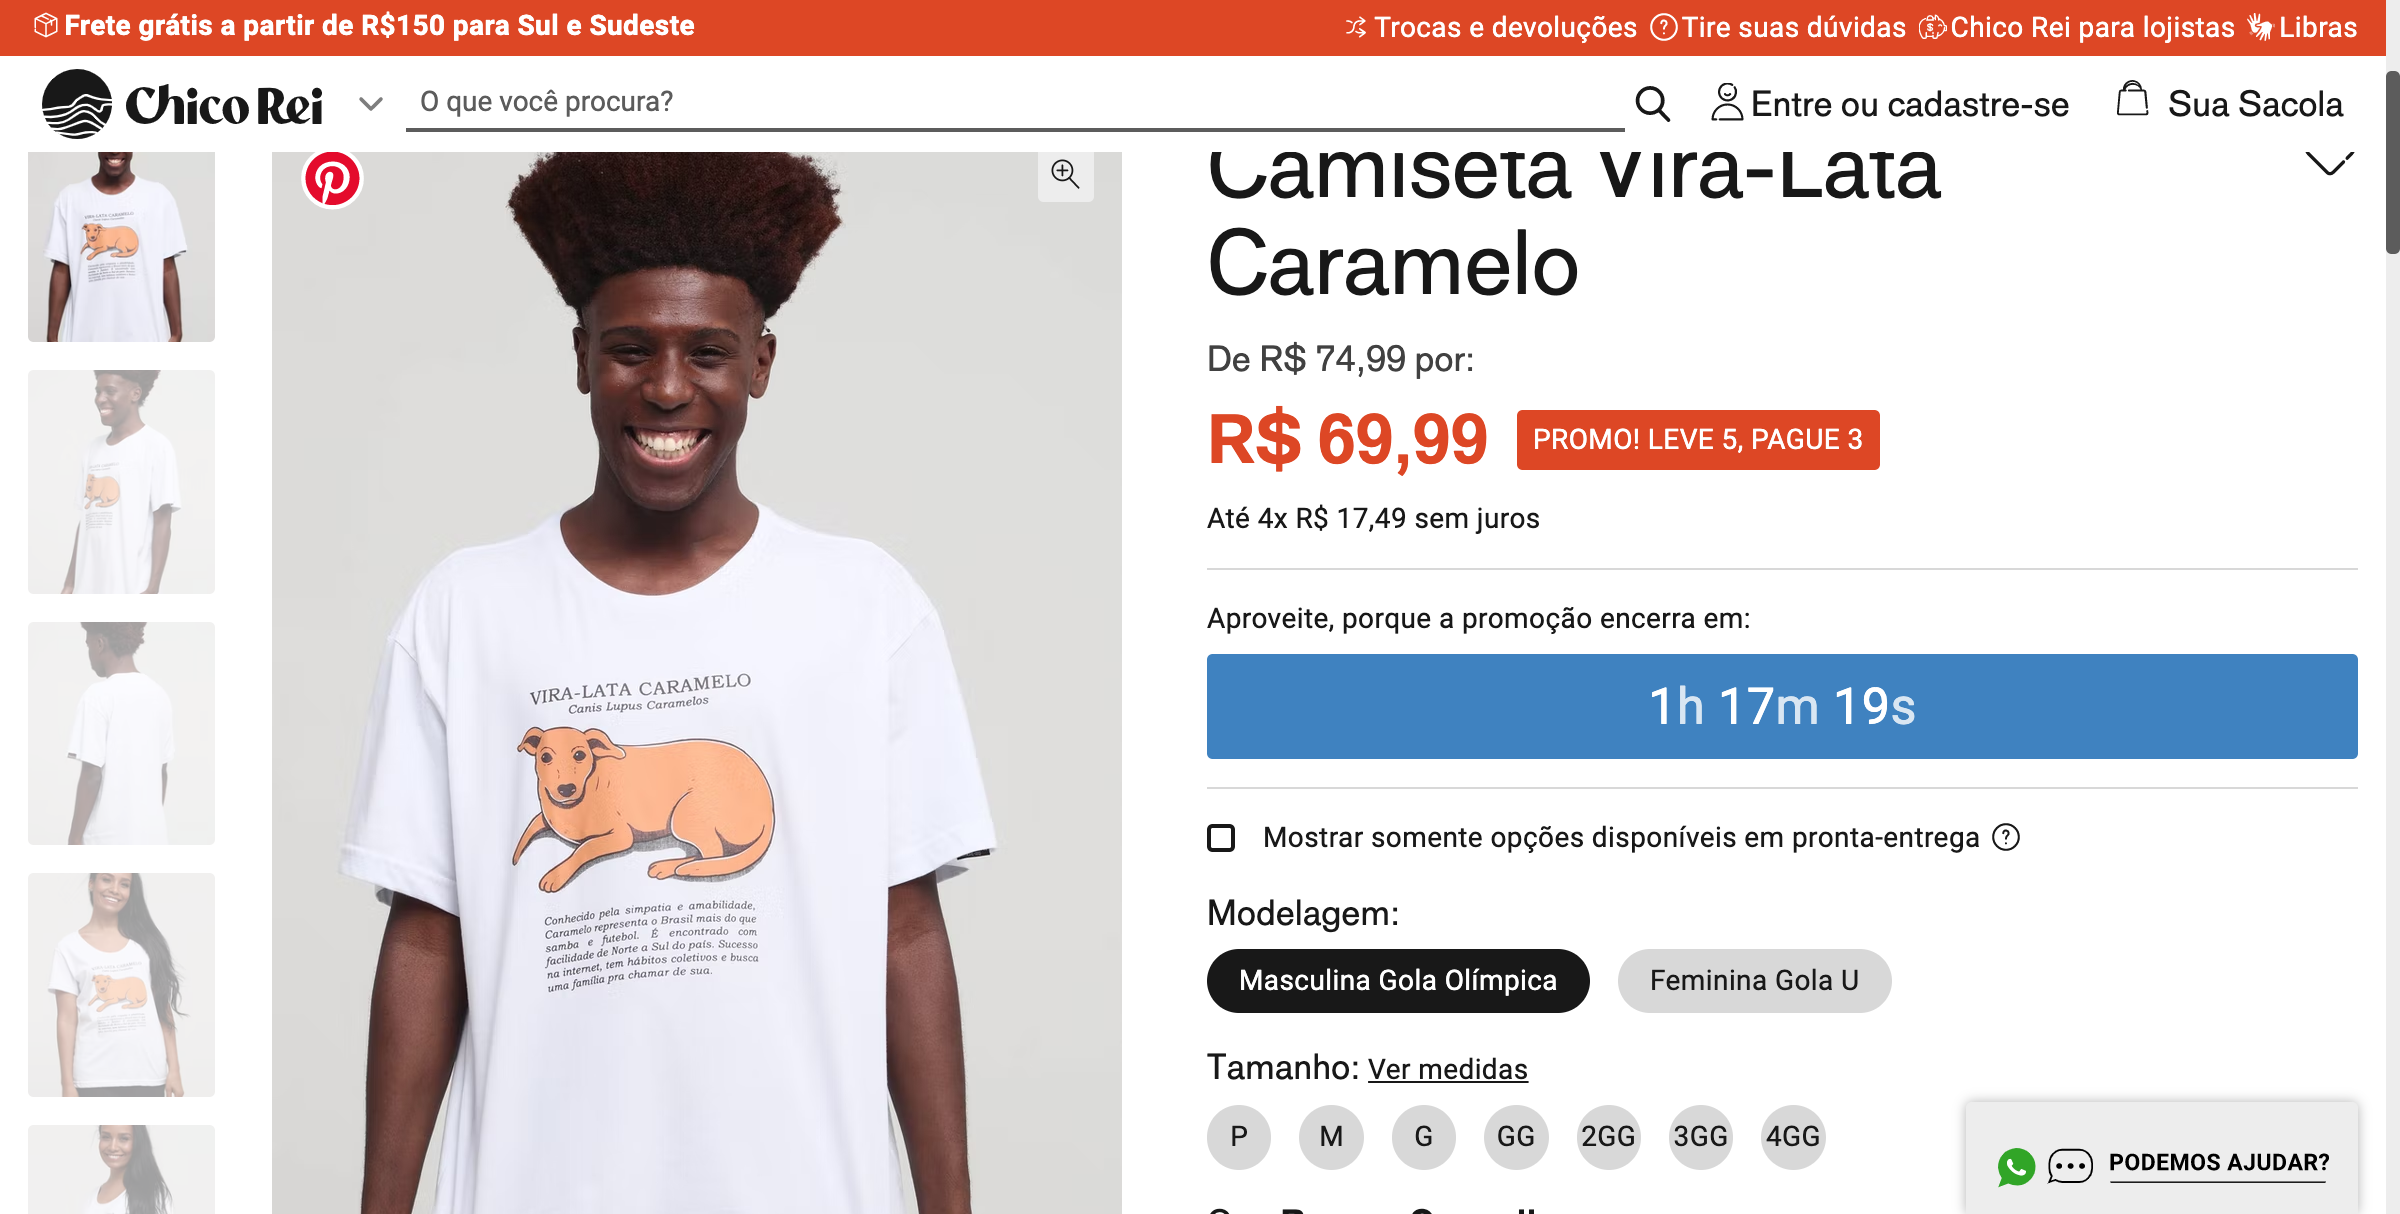 Frete grátis a partir de R$150 para Sul e Sudeste
Trocas e devoluções
Tire suas dúvidas
Chico Rei para lojistas
Libras
Chico Rei
O que você procura?
Entre ou cadastre-se
Sua Sacola
VIRA-LATA CARAMELO
Canis Lupus Caramelos
Conhecido pela simpatia e amabilidade,
Caramelo representa o Brasil mais do que
samba e futebol. É encontrado com
facilidade de Norte a Sul do país. Sucesso
na internet, tem hábitos coletivos e busca
uma família pra chamar de sua.
Camiseta Vira-Lata
Caramelo
De R$ 74,99 por:
R$ 69,99
PROMO! LEVE 5, PAGUE 3
Até 4x R$ 17,49 sem juros
Aproveite, porque a promoção encerra em:
1h 17m 19s
Mostrar somente opções disponíveis em pronta-entrega
Modelagem:
Masculina Gola Olímpica
Feminina Gola U
Tamanho: Ver medidas
P M G GG 2GG 3GG 4GG
PODEMOS AJUDAR?